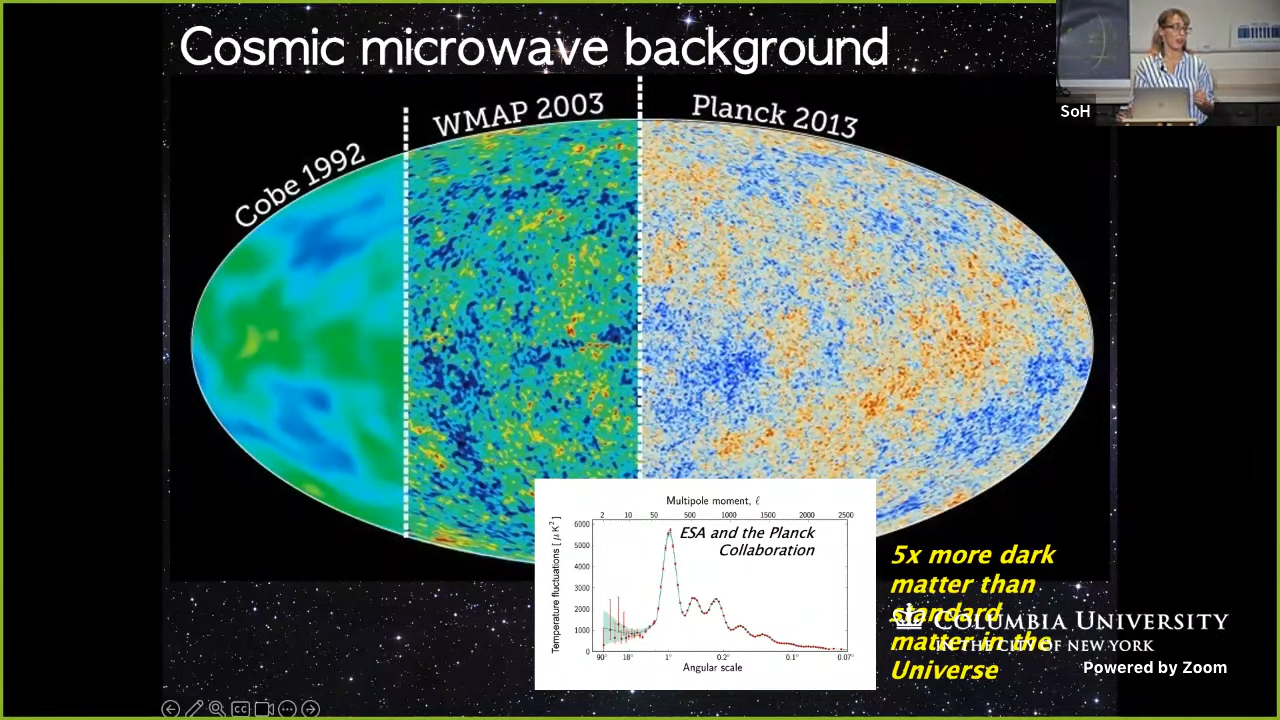 Cosmic microwave background
SoH
Cobe 1992
WMAP 2003
Planck 2013
Multipole moment, ℓ
2 10 50 500 1000 1500 2000 2500
ESA and the Planck
Collaboration
Temperature fluctuations [ μK² ]
6000
5000
4000
3000
2000
1000
0
90° 18° 1° 0.2° 0.1° 0.07°
Angular scale
5x more dark
matter than
standard
matter in the
Universe
COLUMBIA UNIVERSITY
IN THE CITY OF NEW YORK
Powered by Zoom
CC